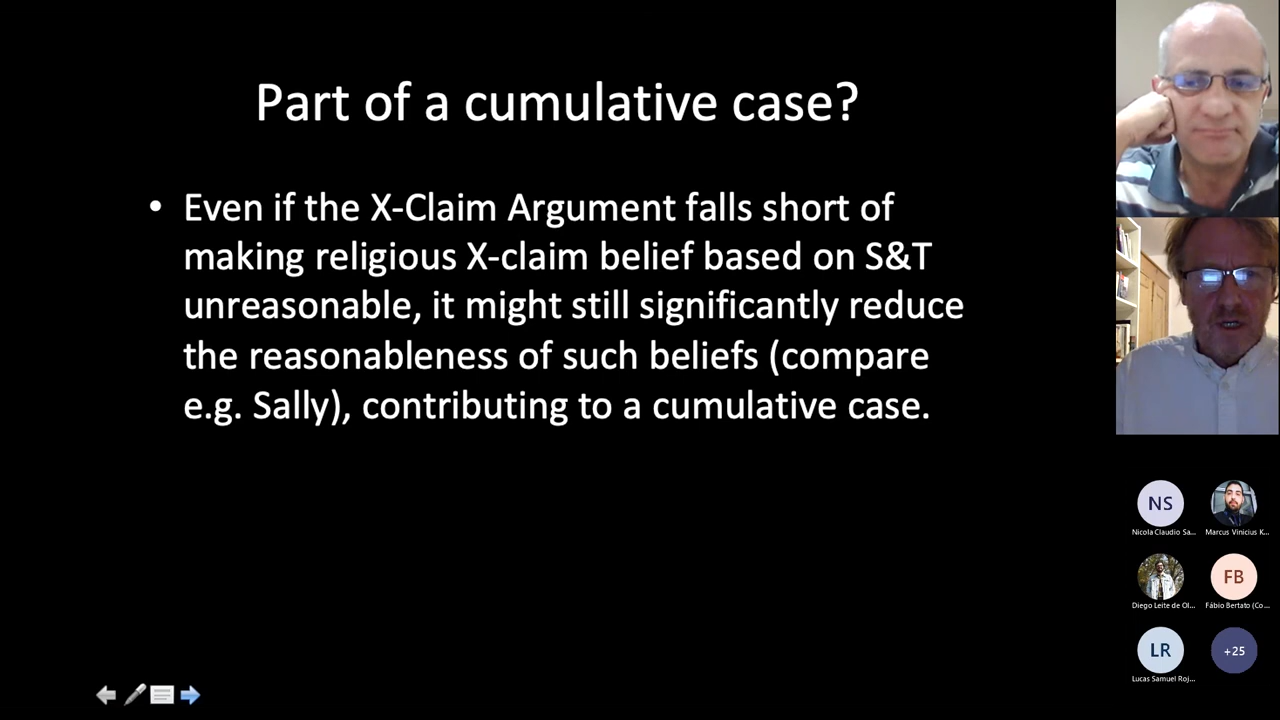 Part of a cumulative case?
• Even if the X-Claim Argument falls short of
making religious X-claim belief based on S&T
unreasonable, it might still significantly reduce
the reasonableness of such beliefs (compare
e.g. Sally), contributing to a cumulative case.
NS
Nicola Claudio Sa...
Marcus Vinicius K...
Diego Leite de Ol...
FB
Fábio Bertato (Co...
LR
Lucas Samuel Roj...
+25